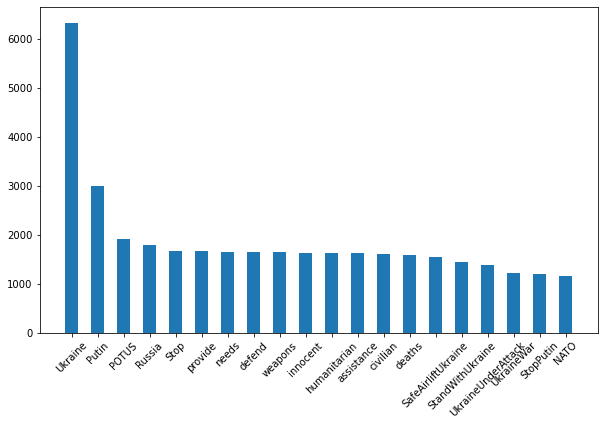 6000
5000
4000
3000
2000
1000
0
Ukraine
Putin
POTUS
Russia
Stop
provide
needs
defend
weapons
innocent
humanitarian
assistance
civilian
deaths
SafeAirliftUkraine
StandWithUkraine
UkraineUnderAttack
UkraineWar
StopPutin
NATO